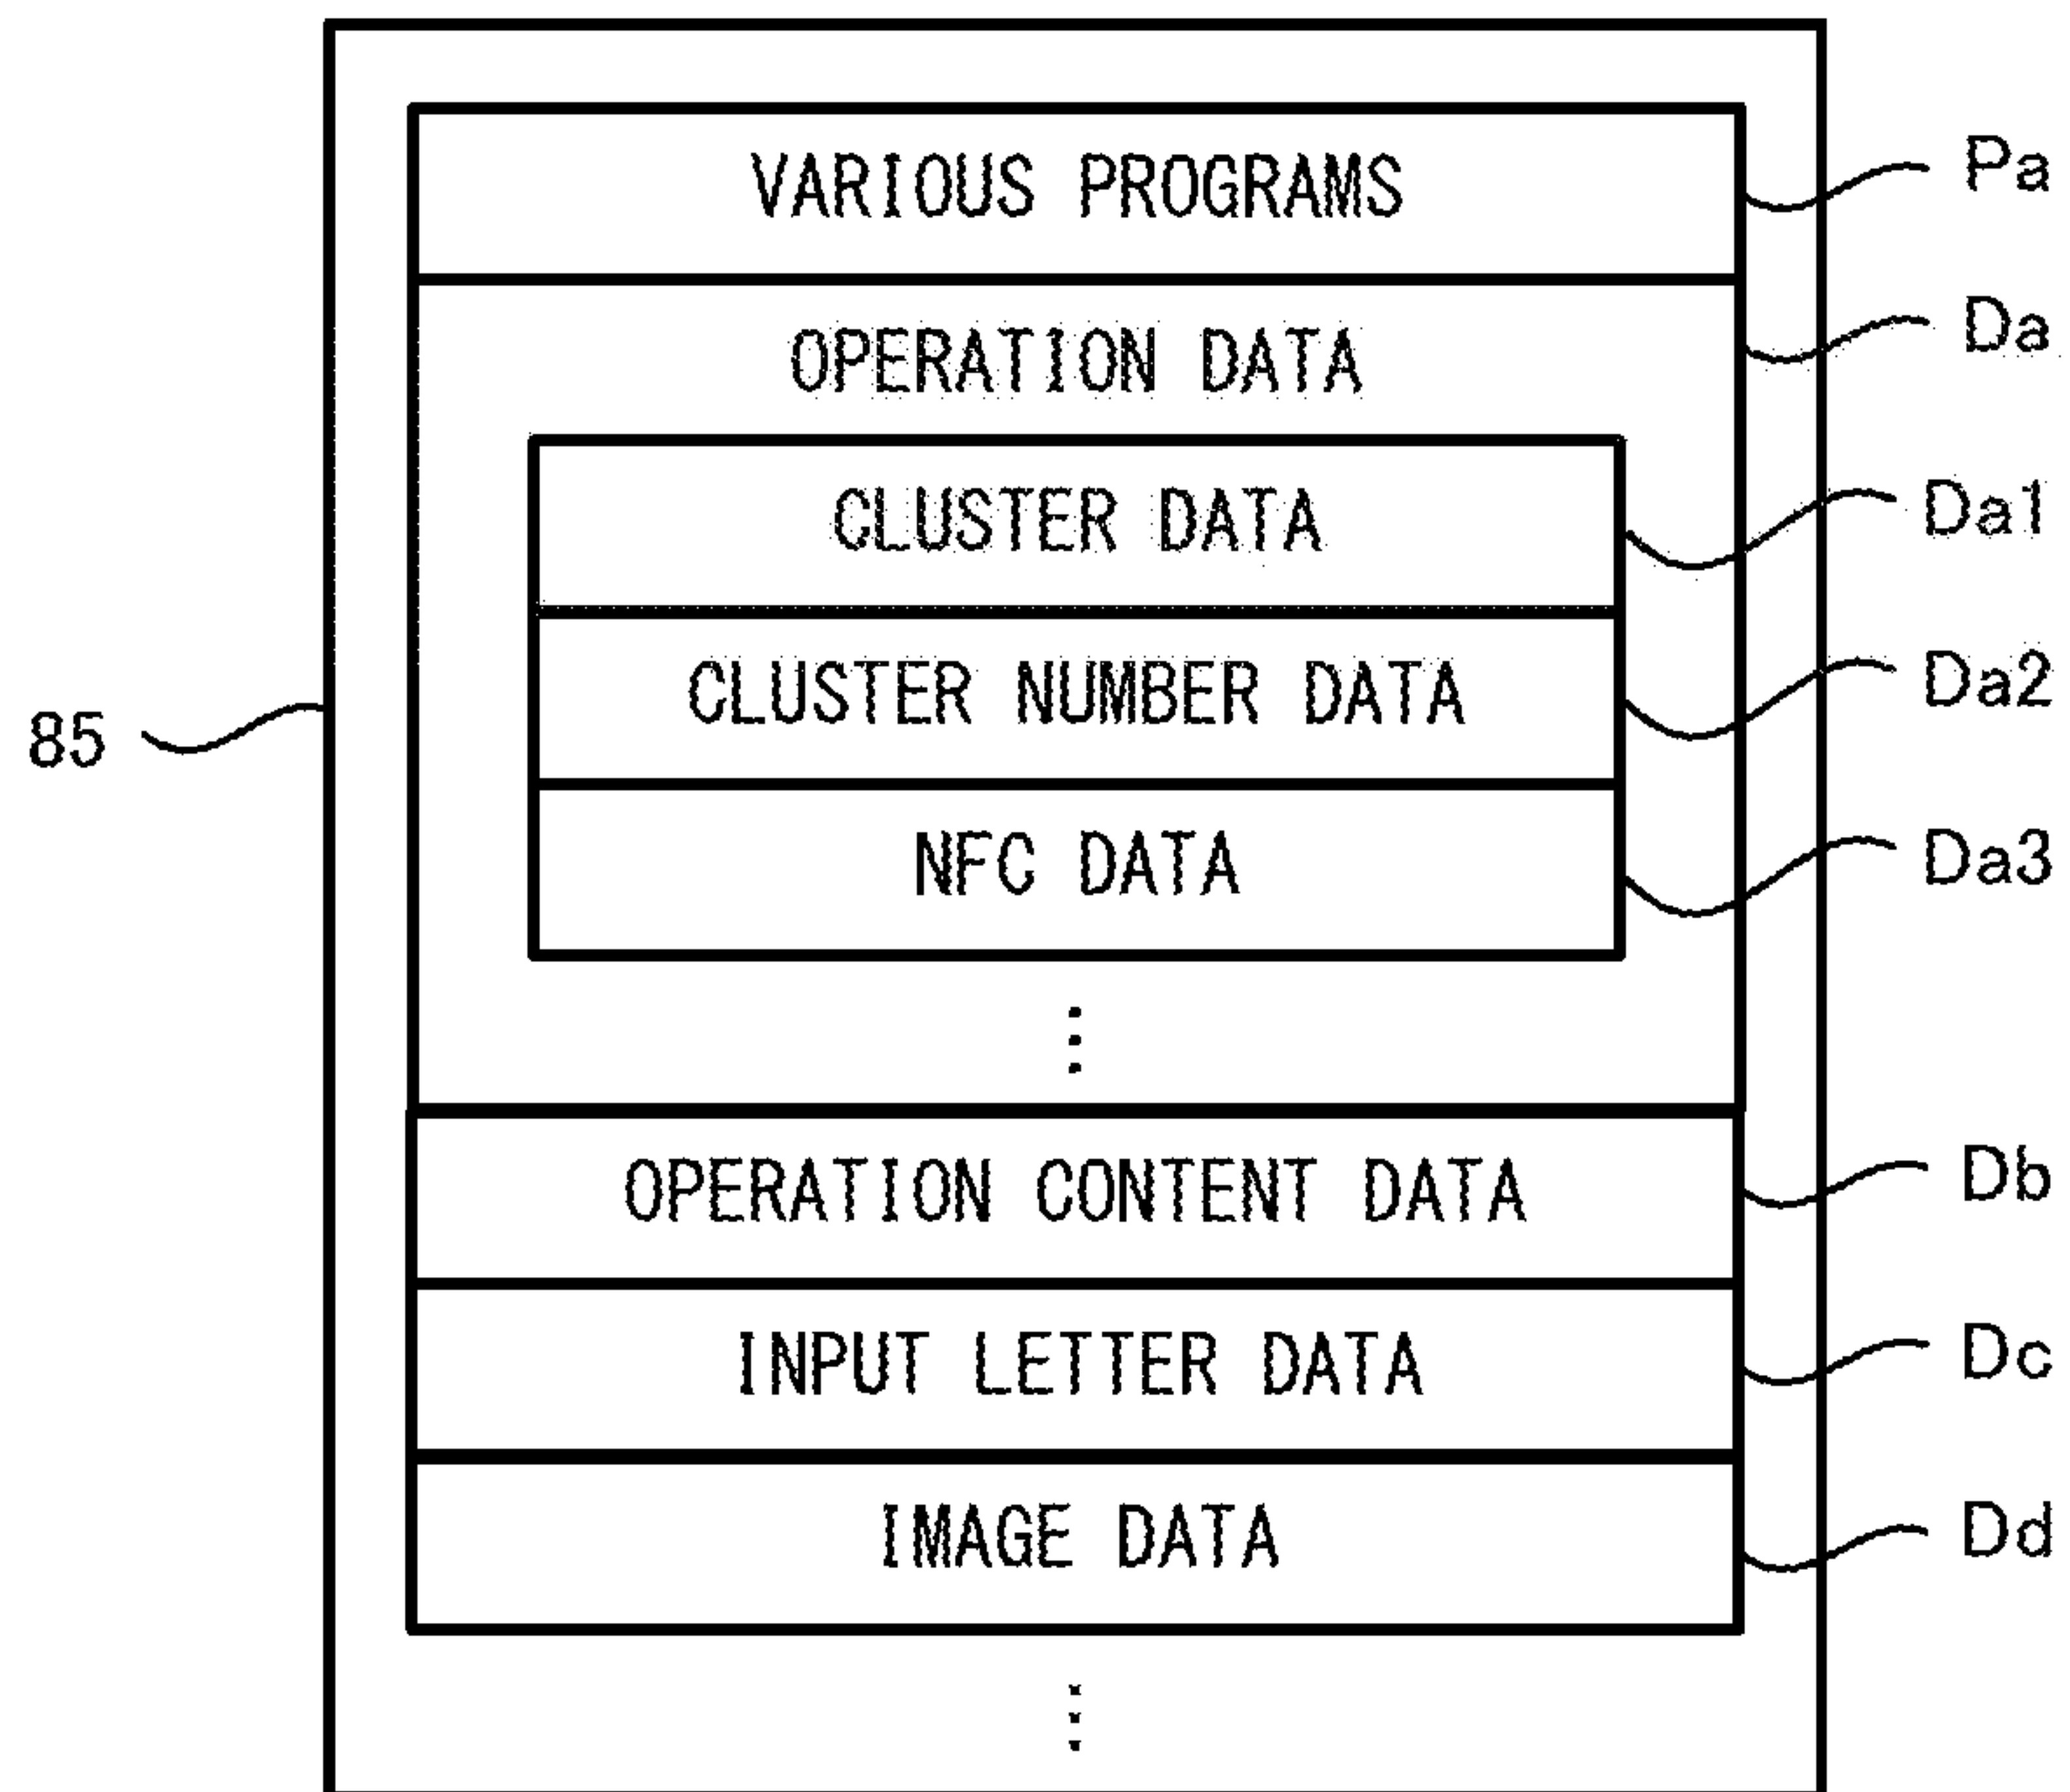 VARIOUS PROGRAMS Pa
OPERATION DATA Da
CLUSTER DATA Da1
CLUSTER NUMBER DATA Da2
85
NFC DATA Da3
OPERATION CONTENT DATA Db
INPUT LETTER DATA Dc
IMAGE DATA Dd